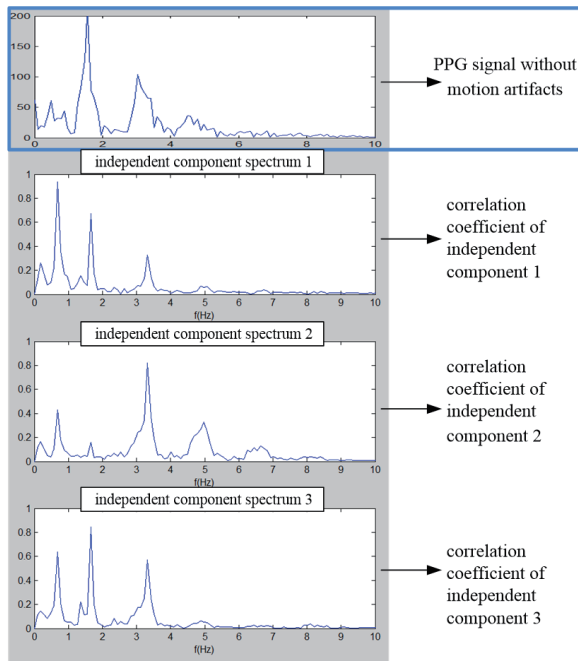 200
150
100
50
0
0 1 2 3 4 5 6 7 8 9 10
PPG signal without
motion artifacts
independent component spectrum 1
1
0.8
0.6
0.4
0.2
0
0 1 2 3 4 5 6 7 8 9 10
f(Hz)
correlation
coefficient of
independent
component 1
independent component spectrum 2
1
0.8
0.6
0.4
0.2
0
0 1 2 3 4 5 6 7 8 9 10
f(Hz)
correlation
coefficient of
independent
component 2
independent component spectrum 3
1
0.8
0.6
0.4
0.2
0
0 1 2 3 4 5 6 7 8 9 10
f(Hz)
correlation
coefficient of
independent
component 3